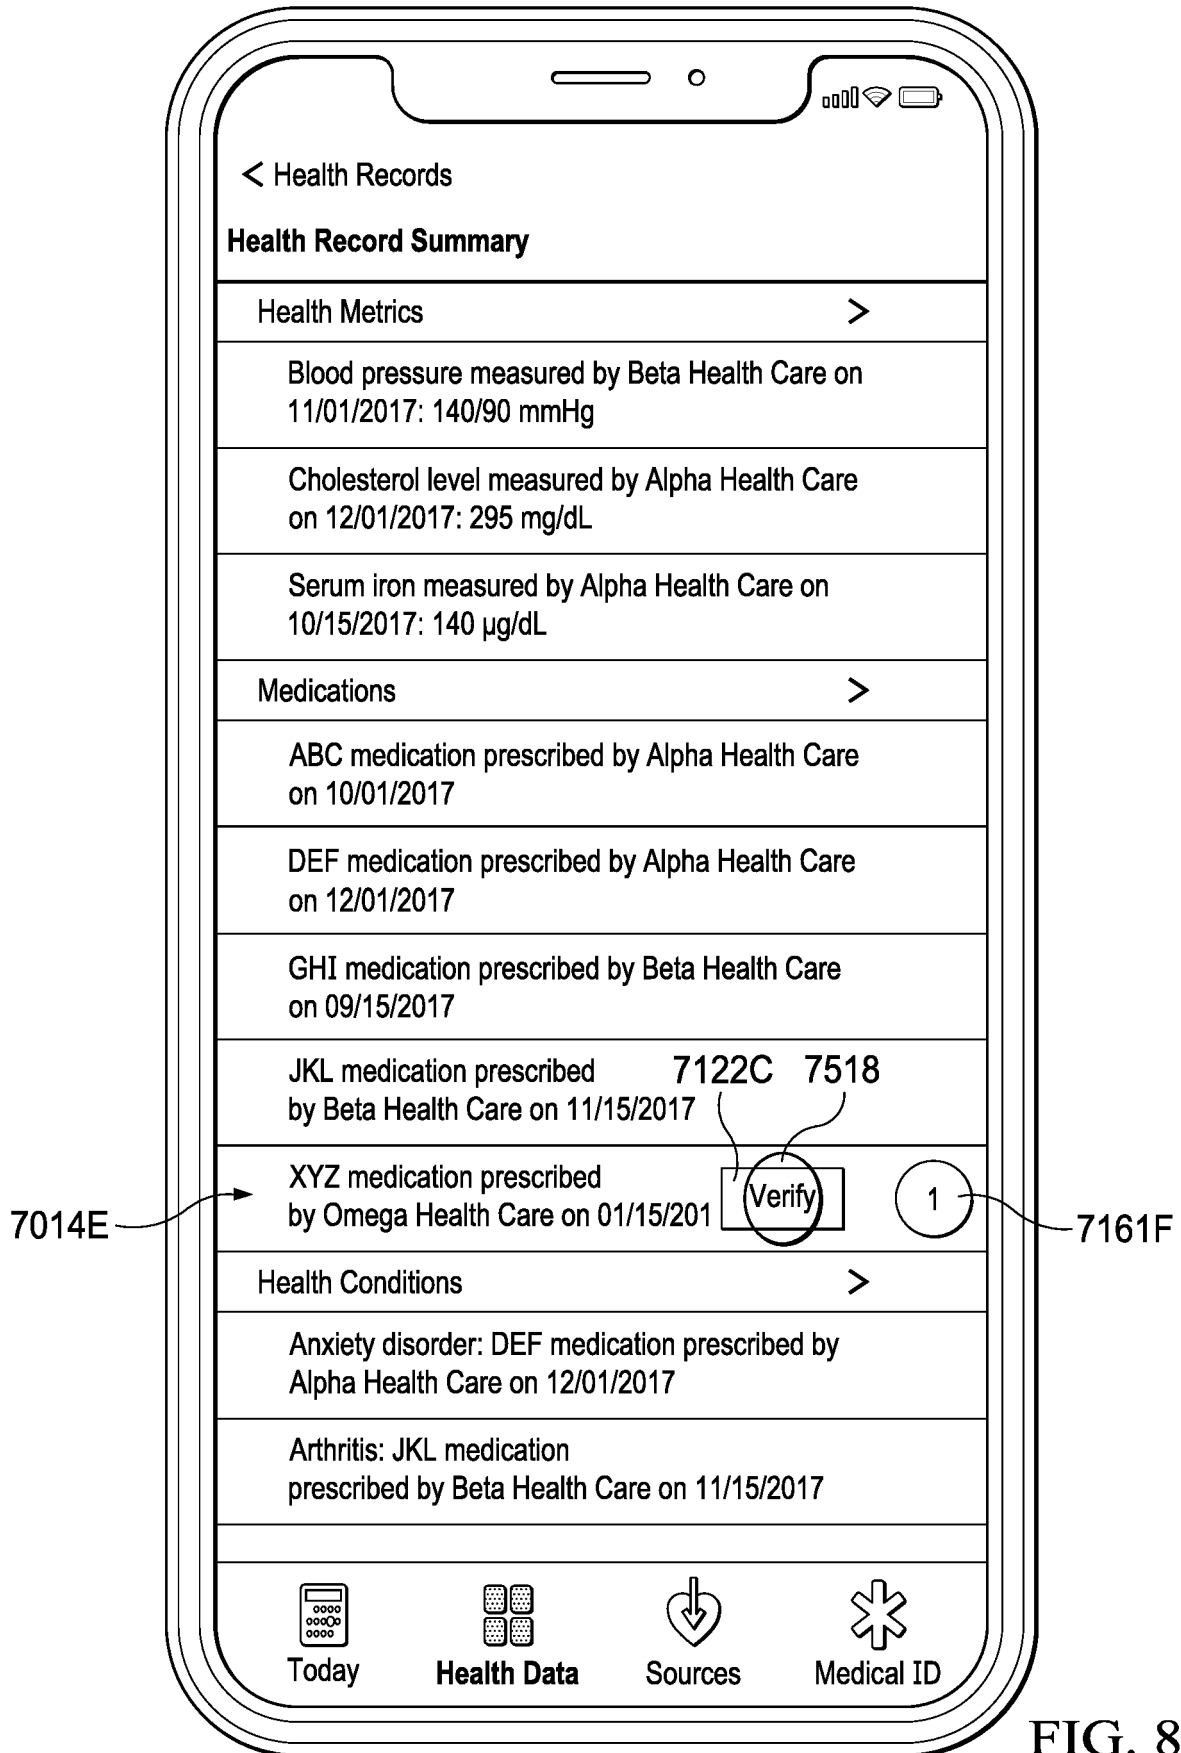 < Health Records
Health Record Summary
Health Metrics >
Blood pressure measured by Beta Health Care on
11/01/2017: 140/90 mmHg
Cholesterol level measured by Alpha Health Care
on 12/01/2017: 295 mg/dL
Serum iron measured by Alpha Health Care on
10/15/2017: 140 µg/dL
Medications >
ABC medication prescribed by Alpha Health Care
on 10/01/2017
DEF medication prescribed by Alpha Health Care
on 12/01/2017
GHI medication prescribed by Beta Health Care
on 09/15/2017
JKL medication prescribed 7122C 7518
by Beta Health Care on 11/15/2017
XYZ medication prescribed
by Omega Health Care on 01/15/201 Verify 1
7014E 7161F
Health Conditions >
Anxiety disorder: DEF medication prescribed by
Alpha Health Care on 12/01/2017
Arthritis: JKL medication
prescribed by Beta Health Care on 11/15/2017
Today Health Data Sources Medical ID
FIG. 8